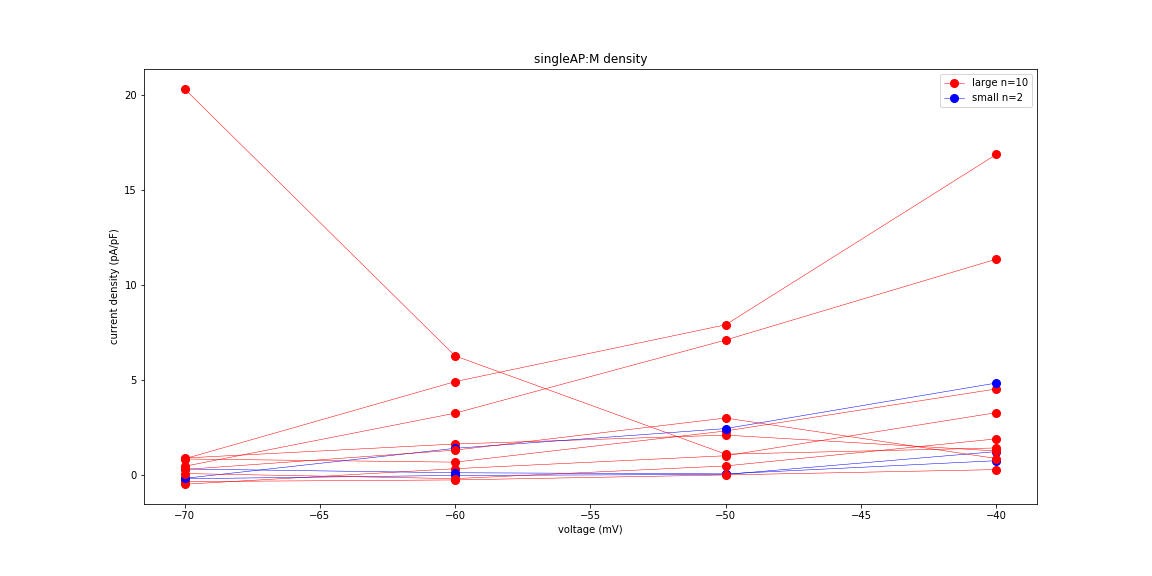 singleAP:M density
large n=10
small n=2
20
15
10
5
0
current density (pA/pF)
−70
−65
−60
−55
−50
−45
−40
voltage (mV)